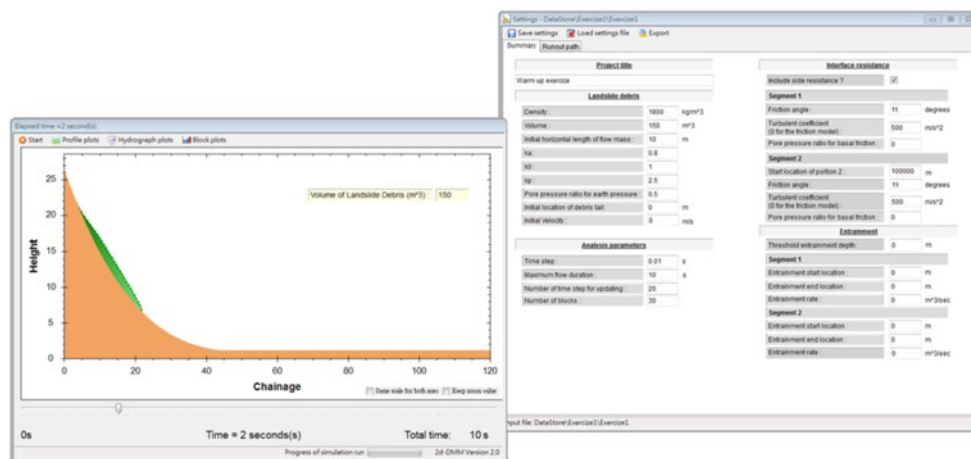 Settings - DataStore\Exercize1\Exercize1
Save settings Load settings file Export
Summary Runout path
Project title
Warm up exercize
Landslide debris
Density : 1800 kg/m^3
Volume : 150 m^3
Initial horizontal length of flow mass : 10 m
ka 0.8
k0 1
kp 2.5
Pore pressure ratio for earth pressure : 0.5
Initial location of debris tail: 0 m
Initial Velocity : 0 m/s
Analysis parameters
Time step : 0.01 s
Maximum flow duration : 10 s
Number of time step for updating: 20
Number of blocks : 30
Interface resistance
Include side resistance ?
Segment 1
Friction angle : 11 degrees
Turbulent coefficient
(0 for the friction model) : 500 m/s^2
Pore pressure ratio for basal friction : 0
Segment 2
Start location of portion 2 : 100000 m
Friction angle : 11 degrees
Turbulent coefficient
(0 for the friction model) : 500 m/s^2
Pore pressure ratio for basal friction : 0
Entrainment
Threshold entrainment depth : 0 m
Segment 1
Entrainment start location : 0 m
Entrainment end location : 0 m
Entrainment rate : 0 m^3/sec
Segment 2
Entrainment start location : 0 m
Entrainment end location : 0 m
Entrainment rate : 0 m^3/sec
nput file: DataStore\Exercize1\Exercize1
Elapsed time =2 second(s)
Start Profile plots Hydrograph plots Block plots
Volume of Landslide Debris (m^3) : 150
Height
25
20
15
10
5
0
0 20 40 60 80 100 120
Chainage
Same scale for both axes Keep zoom value
0s Time = 2 seconds(s) Total time: 10 s
Progress of simulation run 2d-DMM Version 2.0